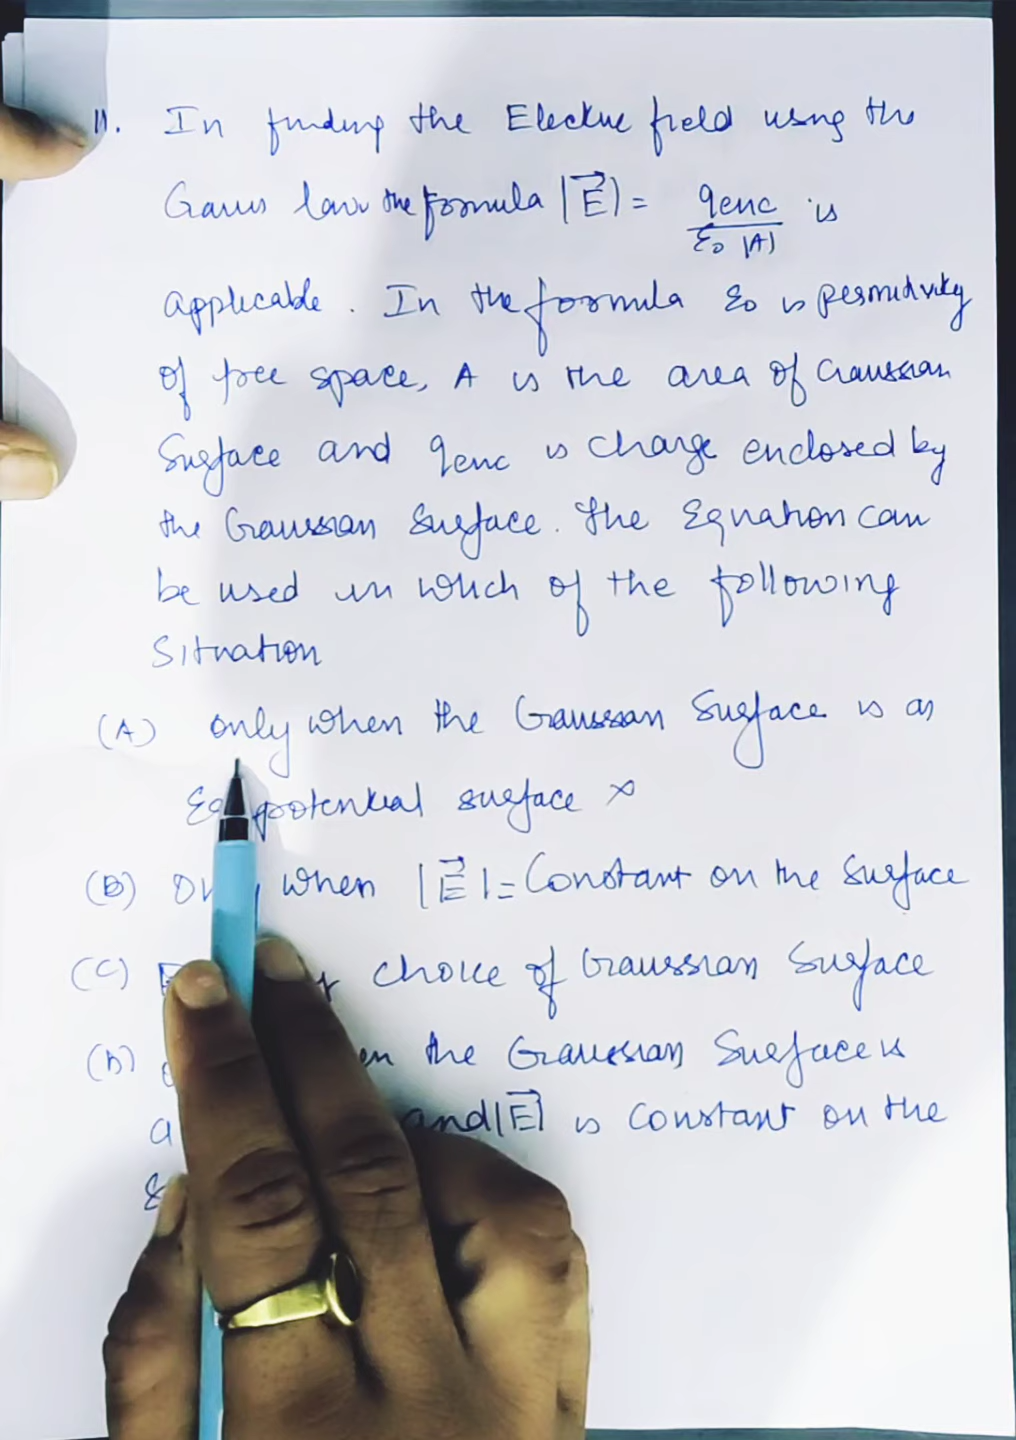 11. In finding the Electric field using the
Gauss law the formula |E⃗| = qenc / ε0 |A| is
applicable. In the formula ε0 is permitivity
of free space, A is the area of Gaussian
Surface and qenc is charge enclosed by
the Gaussian Surface. The Equation can
be used in which of the following
Situation
(A) only when the Gaussian Surface is an
surface ×
(B) when |E⃗| = Constant on the Surface
(C) choice of Gaussian Surface
(D) the Gaussian Surface is
and |E⃗| is constant on the